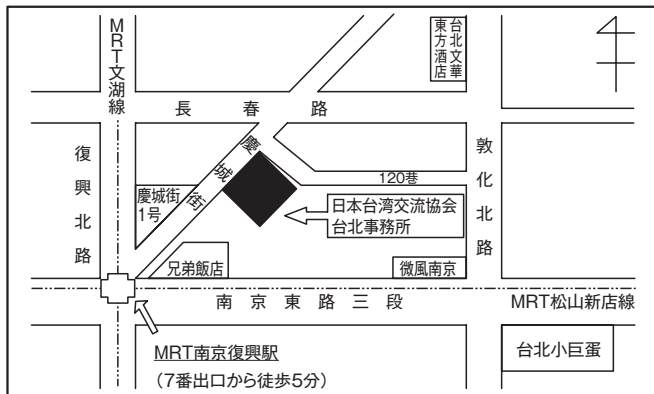 MRT文湖線
台北文華
東方酒店
長春路
復興北路
慶城街
敦化北路
120巷
慶城街
1号
日本台湾交流協会
台北事務所
兄弟飯店
微風南京
南京東路三段
MRT松山新店線
MRT南京復興駅
(7番出口から徒歩5分)
台北小巨蛋